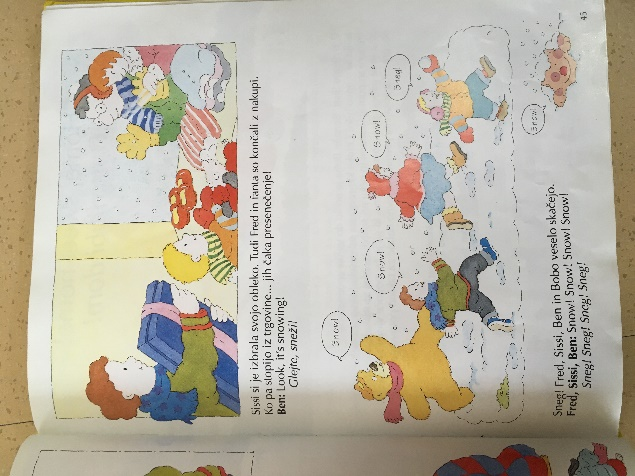 Sissi si je izbrala svojo obleko. Tudi Fred in fanta so končali z nakupi.
Ko pa stopijo iz trgovine... jih čaka presenečenje!
Ben: Look, it's snowing!
Glejte, sneži!
Snow!
Snow!
Snow!
Sneg!
Snow!
Sneg! Fred, Sissi, Ben in Bobo veselo skačejo.
Fred, Sissi, Ben: Snow! Snow! Snow! Snow!
Sneg! Sneg! Sneg! Sneg!
45